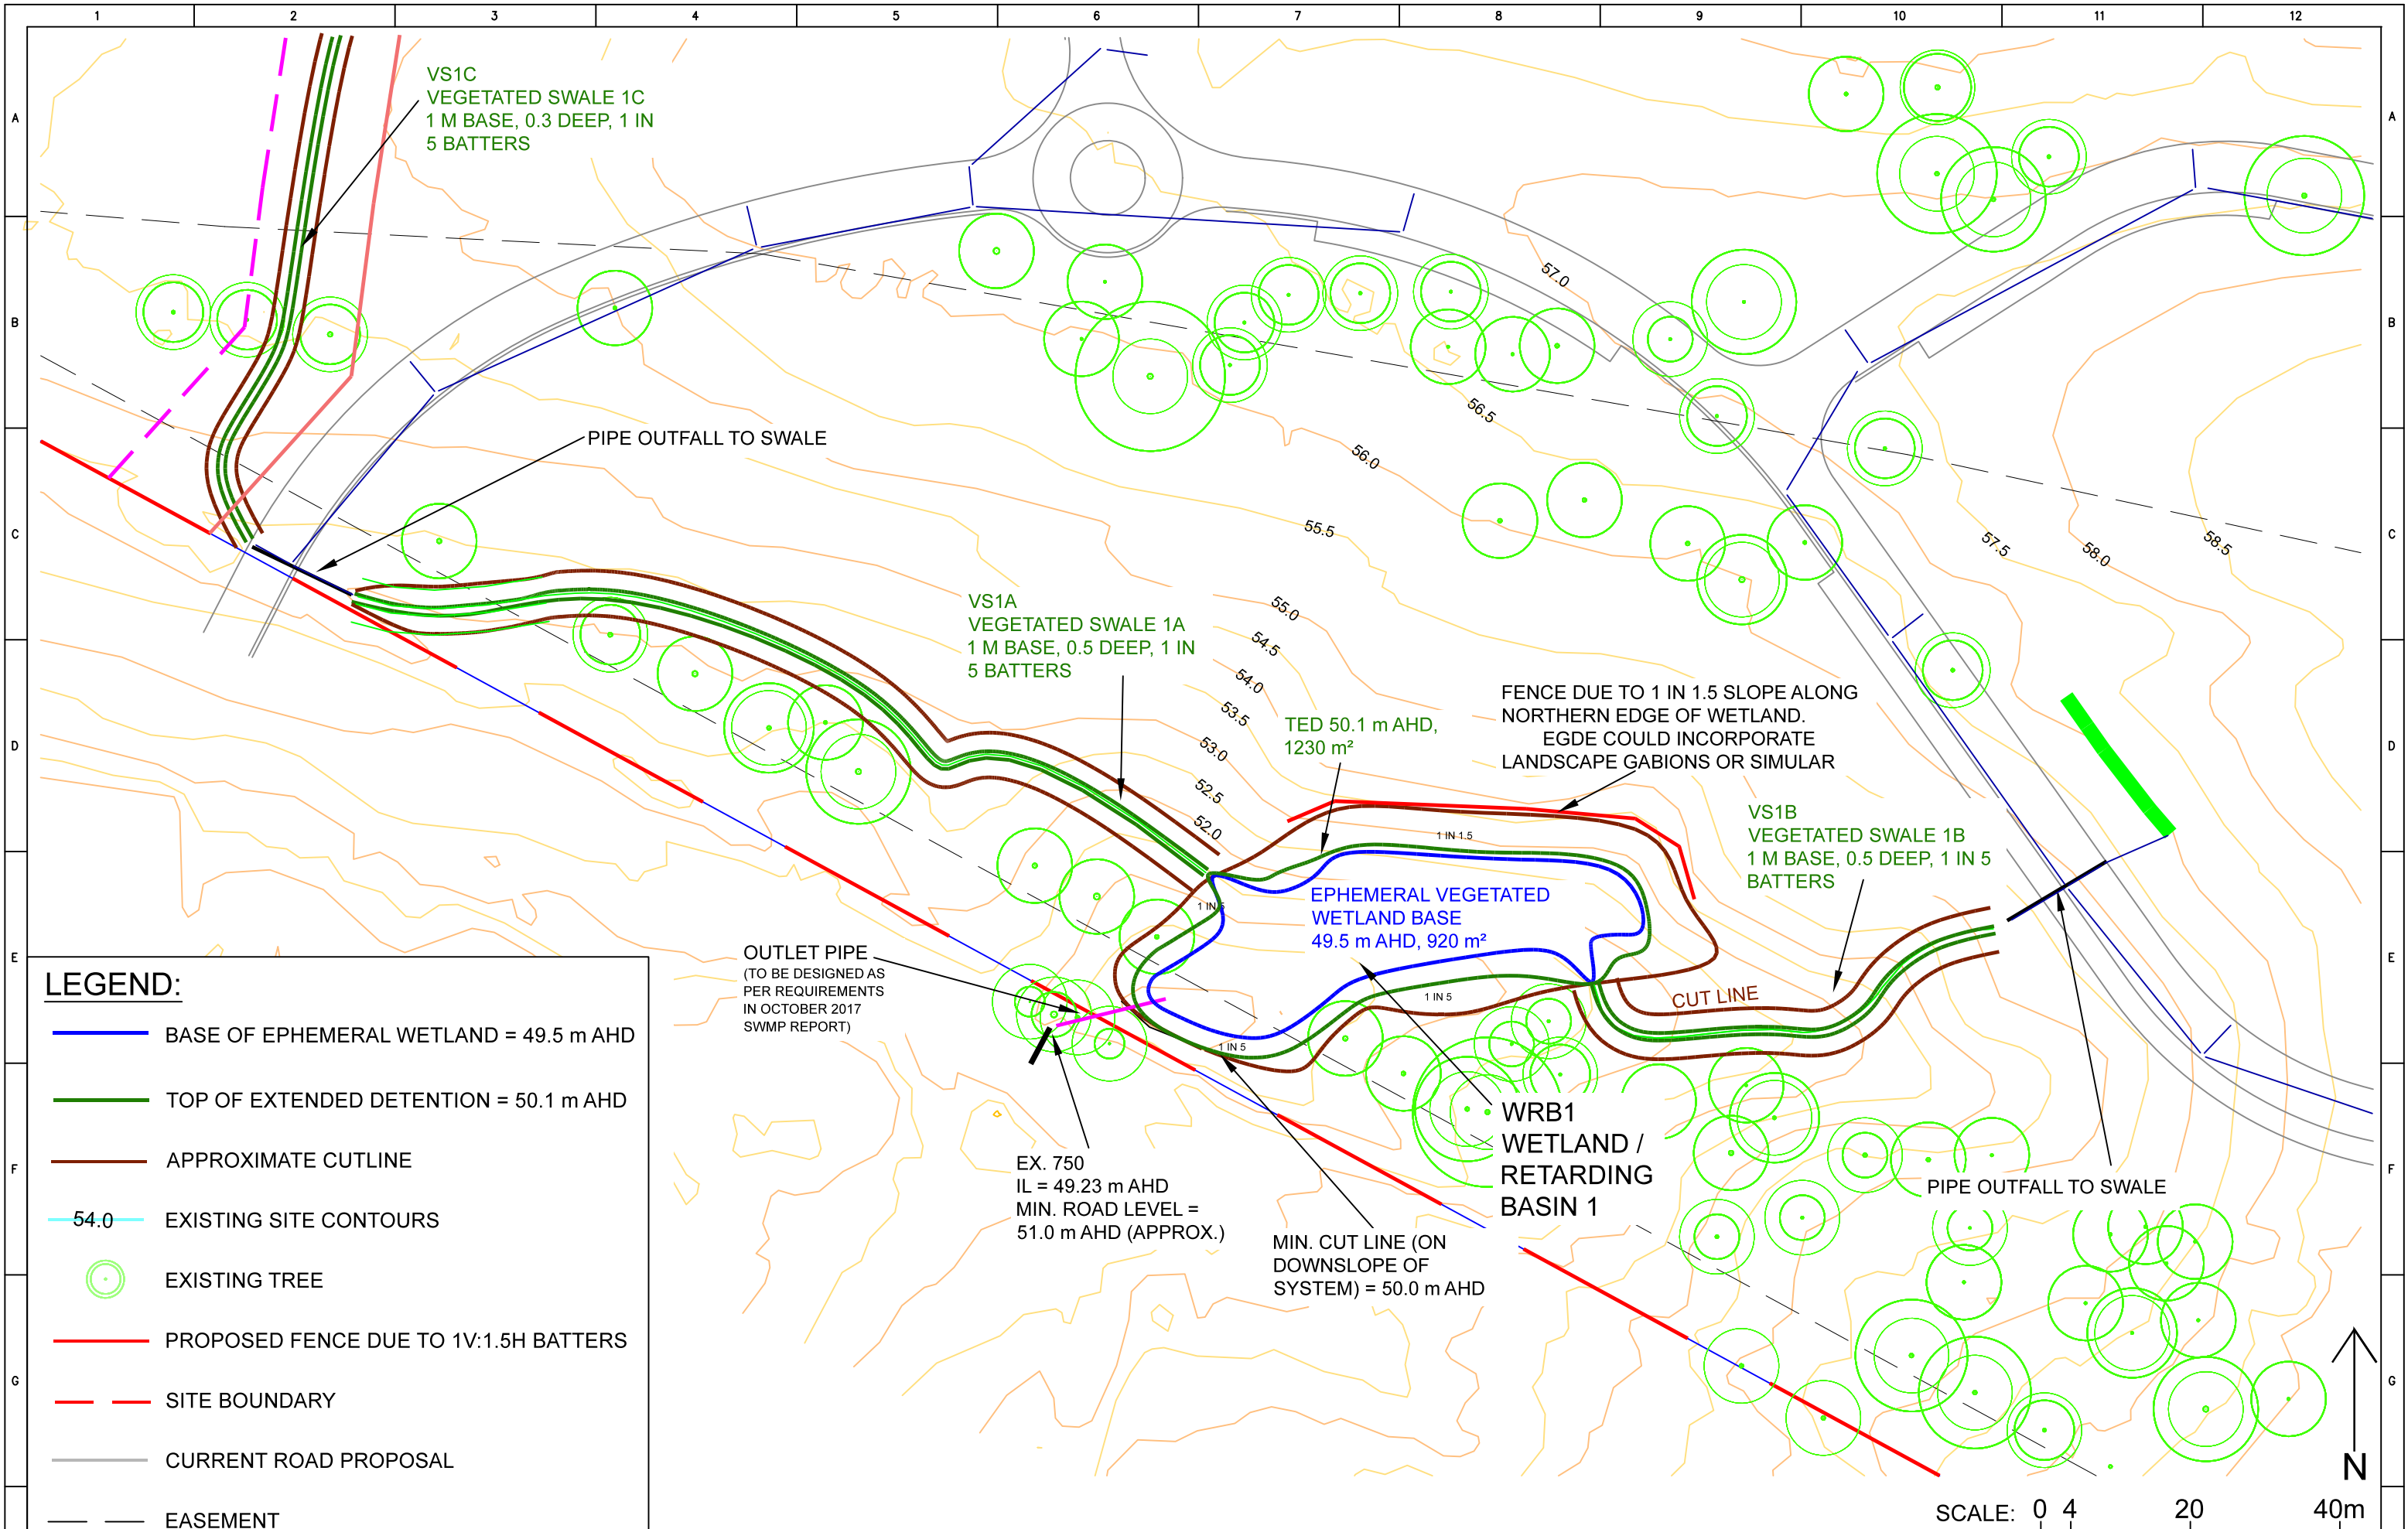 1 2 3 4 5 6 7 8 9 10 11 12
A A
VS1C
VEGETATED SWALE 1C
1 M BASE, 0.3 DEEP, 1 IN
5 BATTERS
B B
57.0
56.5
56.0
55.5
55.0
54.5
54.0
53.5
53.0
52.5
52.0
57.5
58.0
58.5
PIPE OUTFALL TO SWALE
C C
VS1A
VEGETATED SWALE 1A
1 M BASE, 0.5 DEEP, 1 IN
5 BATTERS
D D
TED 50.1 m AHD,
1230 m²
FENCE DUE TO 1 IN 1.5 SLOPE ALONG
NORTHERN EDGE OF WETLAND.
EGDE COULD INCORPORATE
LANDSCAPE GABIONS OR SIMULAR
1 IN 1.5
VS1B
VEGETATED SWALE 1B
1 M BASE, 0.5 DEEP, 1 IN 5
BATTERS
EPHEMERAL VEGETATED
WETLAND BASE
49.5 m AHD, 920 m²
1 IN 5
1 IN 5
1 IN 5
CUT LINE
E E
OUTLET PIPE
(TO BE DESIGNED AS
PER REQUIREMENTS
IN OCTOBER 2017
SWMP REPORT)
WRB1
WETLAND /
RETARDING
BASIN 1
EX. 750
IL = 49.23 m AHD
MIN. ROAD LEVEL =
51.0 m AHD (APPROX.)
MIN. CUT LINE (ON
DOWNSLOPE OF
SYSTEM) = 50.0 m AHD
PIPE OUTFALL TO SWALE
F F
G G
LEGEND:
BASE OF EPHEMERAL WETLAND = 49.5 m AHD
TOP OF EXTENDED DETENTION = 50.1 m AHD
APPROXIMATE CUTLINE
54.0 EXISTING SITE CONTOURS
EXISTING TREE
PROPOSED FENCE DUE TO 1V:1.5H BATTERS
SITE BOUNDARY
CURRENT ROAD PROPOSAL
EASEMENT
N
SCALE: 0 4 20 40m